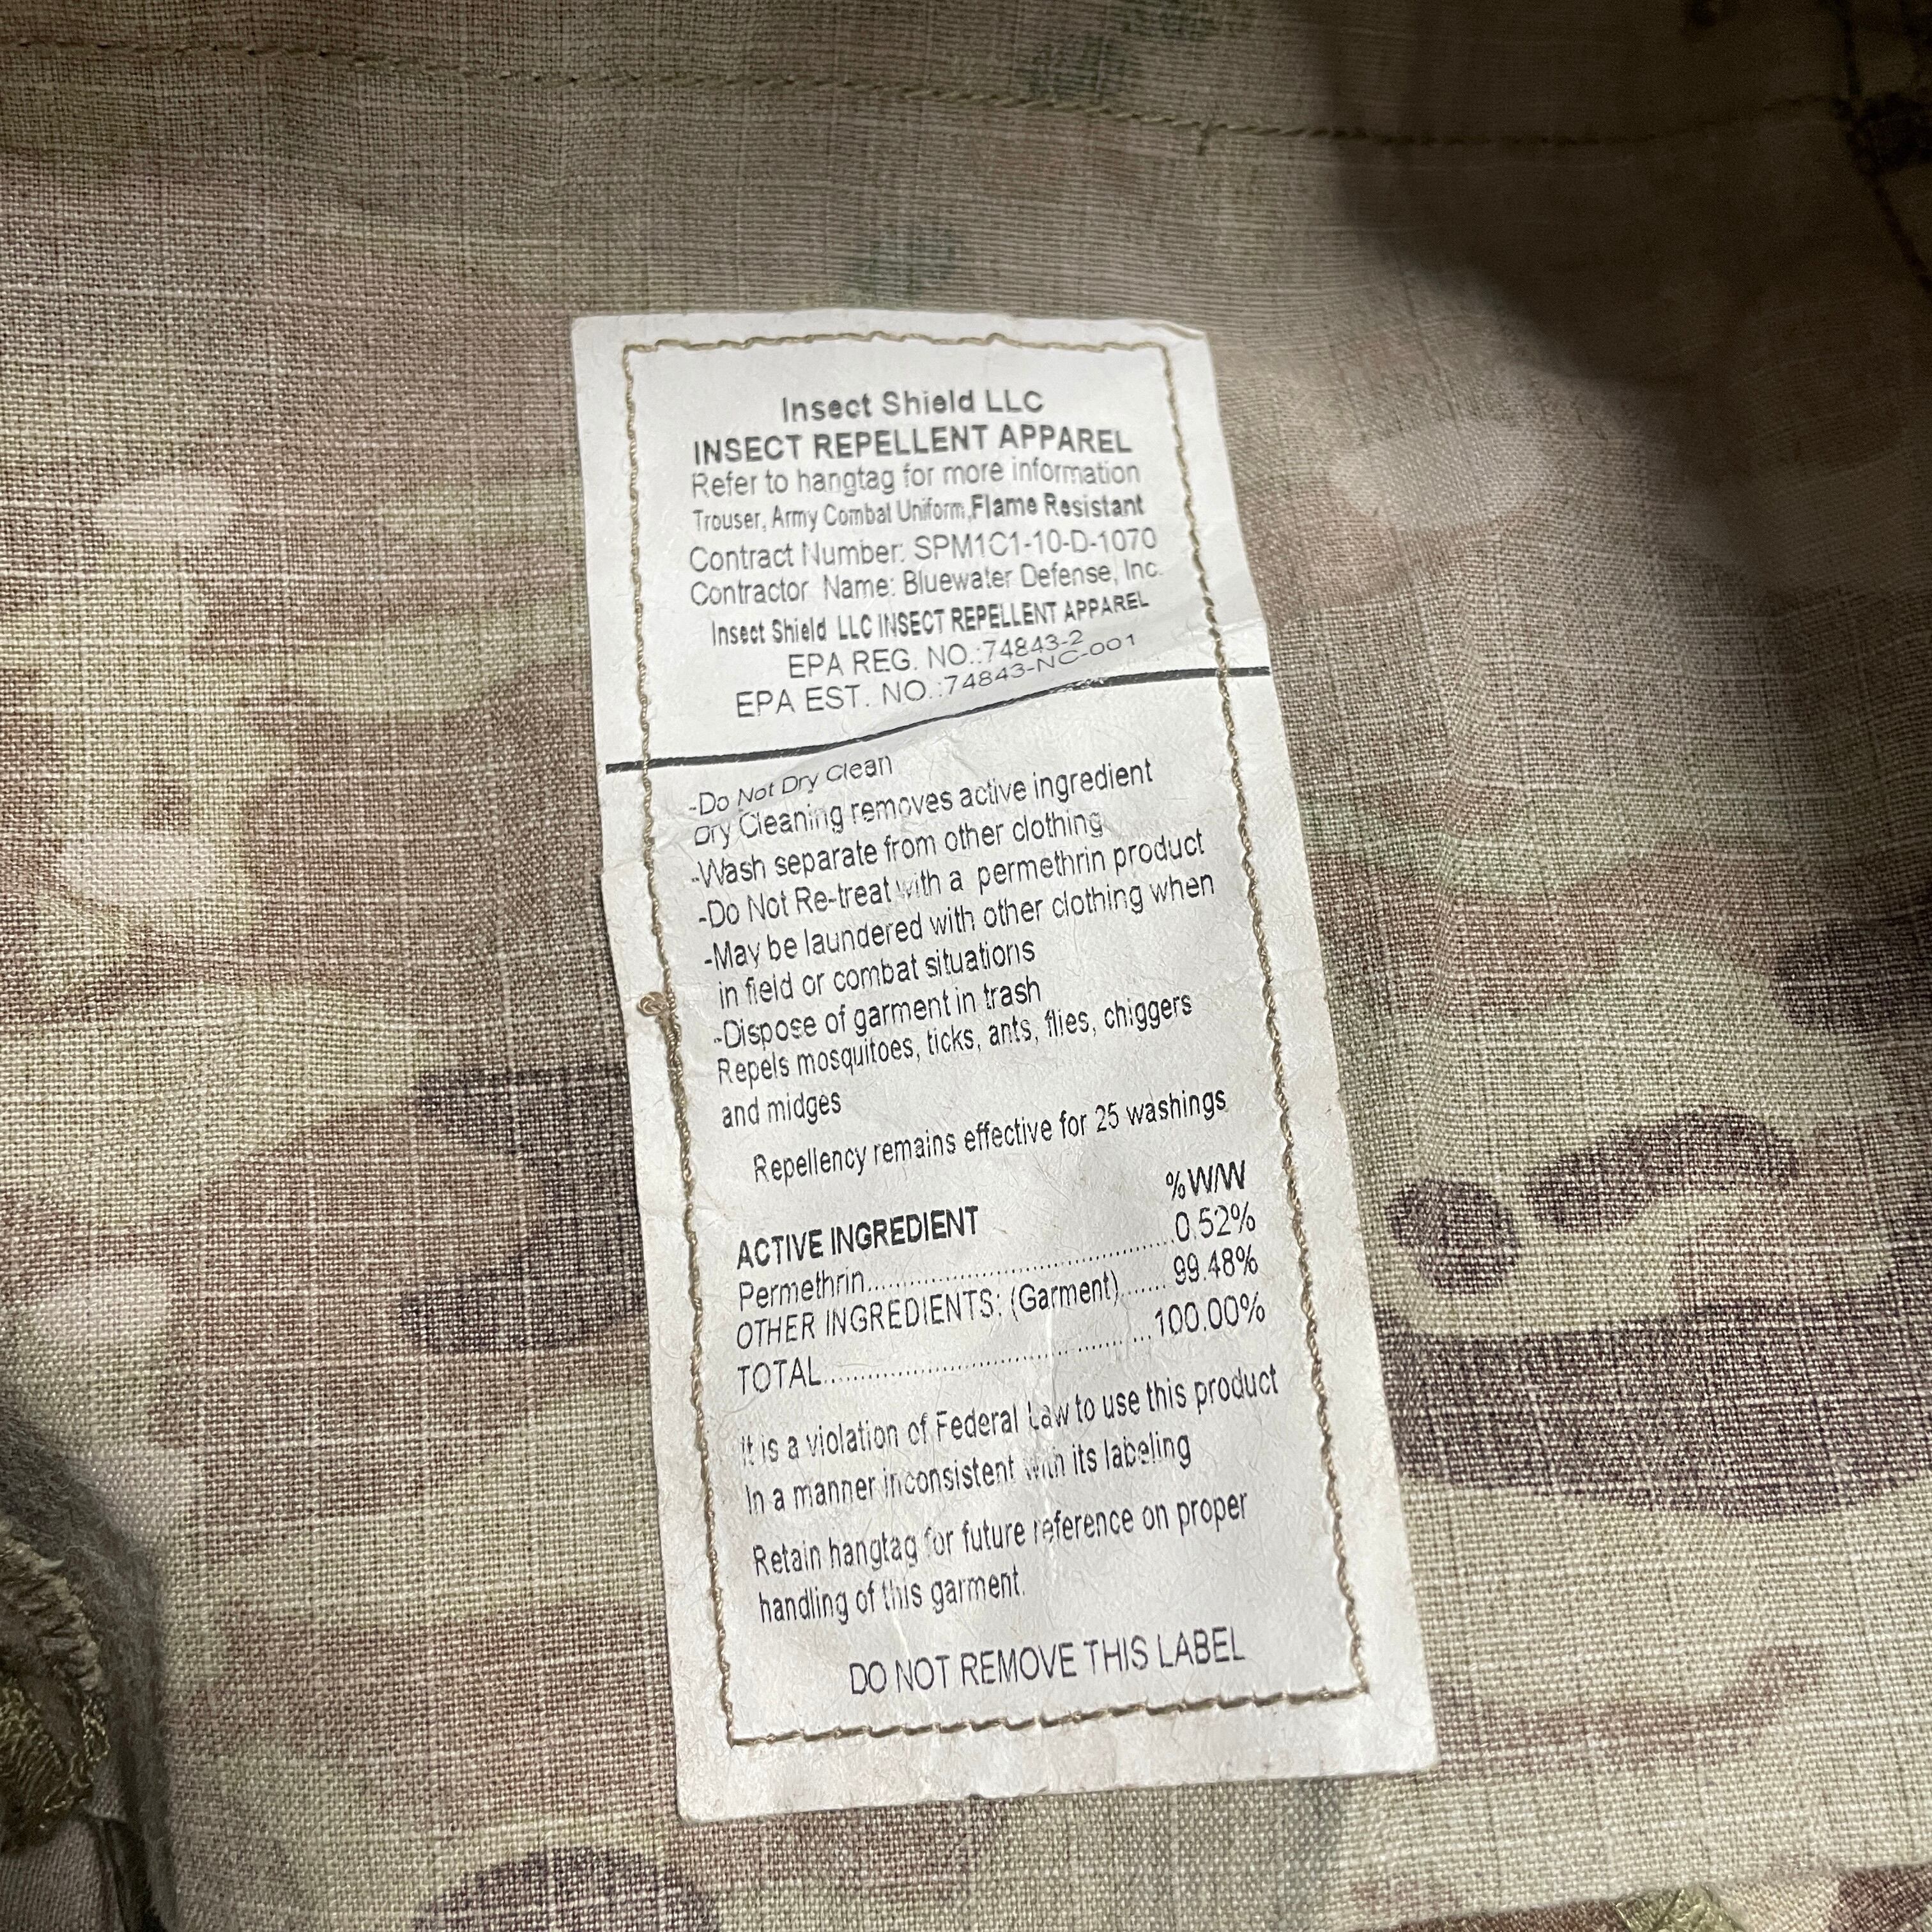 Insect Shield LLC
INSECT REPELLENT APPAREL
Refer to hangtag for more information
Trouser, Army Combat Uniform,Flame Resistant
Contract Number: SPM1C1-10-D-1070
Contractor Name: Bluewater Defense, Inc.
Insect Shield LLC INSECT REPELLENT APPAREL
EPA REG. NO.:74843-2
EPA EST. NO.:74843-NC-001
-Do Not Dry Clean
Dry Cleaning removes active ingredient
-Wash separate from other clothing
-Do Not Re-treat with a permethrin product
-May be laundered with other clothing when
in field or combat situations
-Dispose of garment in trash
Repels mosquitoes, ticks, ants, flies, chiggers
and midges
Repellency remains effective for 25 washings
%W/W
ACTIVE INGREDIENT
Permethrin..............................0.52%
OTHER INGREDIENTS: (Garment)...... 99.48%
TOTAL..............................100.00%
It is a violation of Federal Law to use this product
In a manner inconsistent with its labeling
Retain hangtag for future reference on proper
handling of this garment.
DO NOT REMOVE THIS LABEL